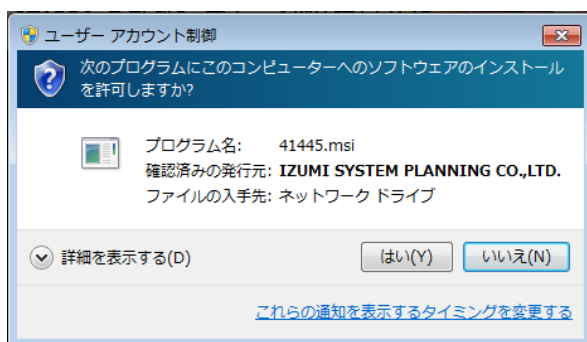 ユーザー アカウント制御
次のプログラムにこのコンピューターへのソフトウェアのインストール
を許可しますか?
プログラム名: 41445.msi
確認済みの発行元: IZUMI SYSTEM PLANNING CO.,LTD.
ファイルの入手先: ネットワーク ドライブ
詳細を表示する(D) はい(Y) いいえ(N)
これらの通知を表示するタイミングを変更する